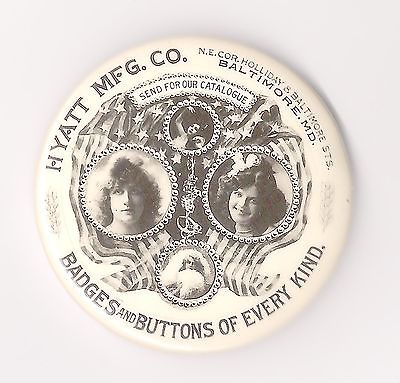 HYATT MFG. CO.
N.E. COR. HOLLIDAY & BALTIMORE STS.
BALTIMORE, MD.
SEND FOR OUR CATALOGUE
BADGES AND BUTTONS OF EVERY KIND.